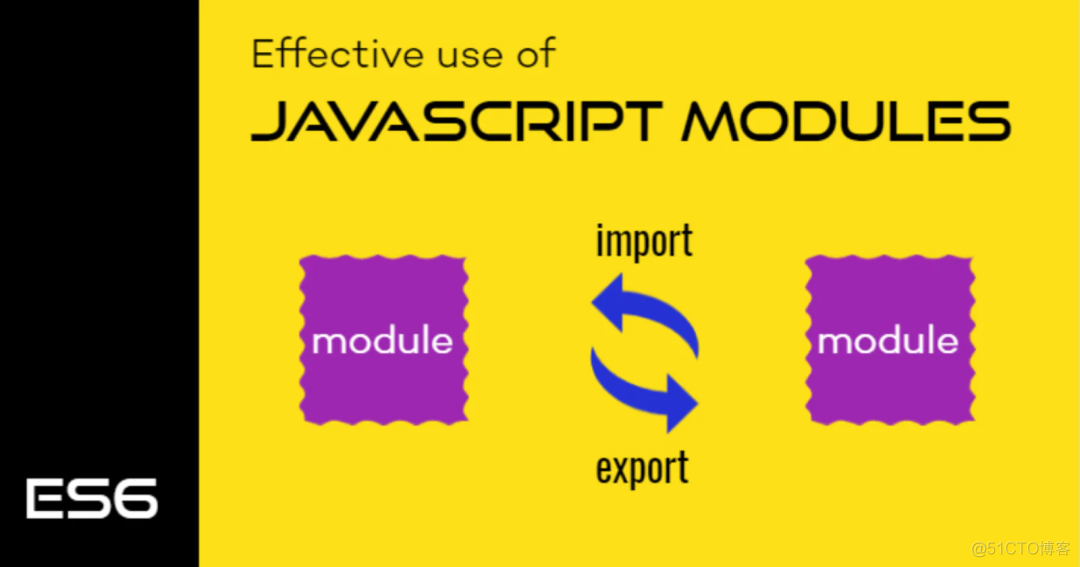 Effective use of
JAVASCRIPT MODULES
import
module
module
export
ES6
@51CTO博客